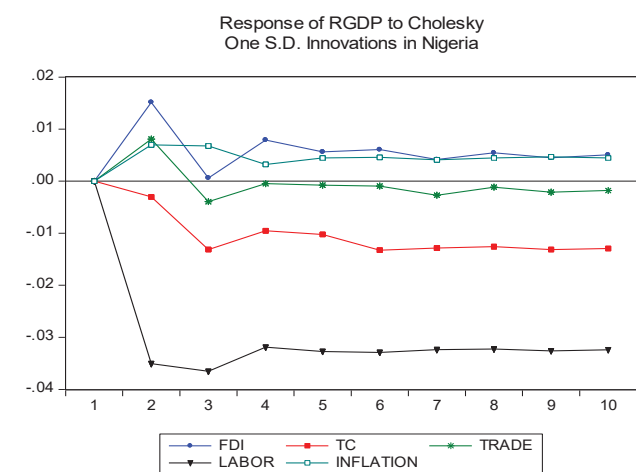 Response of RGDP to Cholesky
One S.D. Innovations in Nigeria
.02
.01
.00
-.01
-.02
-.03
-.04
1 2 3 4 5 6 7 8 9 10
FDI TC TRADE
LABOR INFLATION